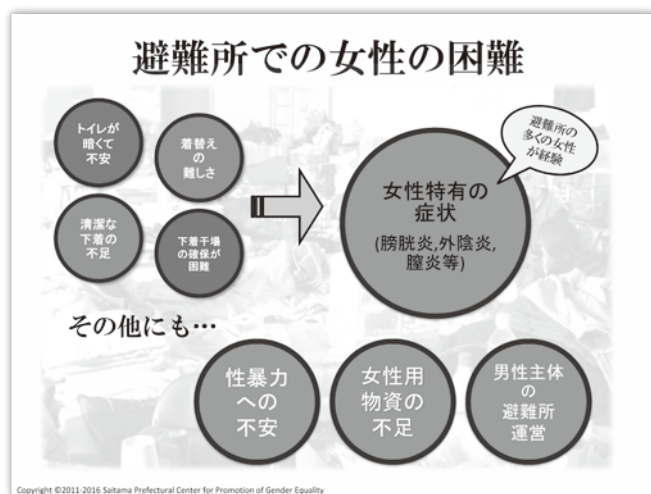 避難所での女性の困難
トイレが
暗くて
不安
着替え
の
難しさ
清潔な
下着の
不足
下着干場
の確保が
困難
避難所の
多くの女性
が経験
女性特有の
症状
(膀胱炎,外陰炎,
膣炎等)
その他にも…
性暴力
への
不安
女性用
物資の
不足
男性主体
の
避難所
運営
Copyright ©2011-2016 Saitama Prefectural Center for Promotion of Gender Equality